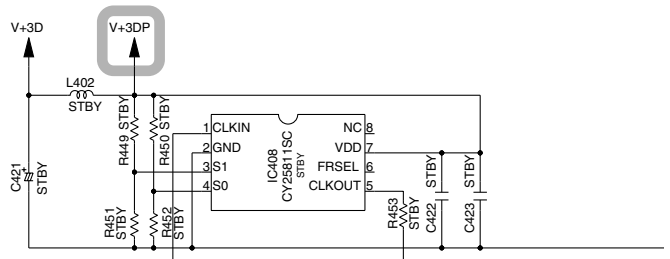 V+3D
V+3DP
L402
STBY
R449 STBY
R450 STBY
C421
STBY
1 CLKIN
2 GND
3 S1
4 S0
IC408
CY25811SC
STBY
NC 8
VDD 7
FRSEL 6
CLKOUT 5
R451
STBY
R452
STBY
R453
STBY
C422
STBY
C423
STBY